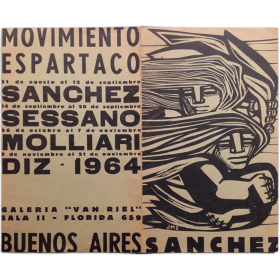 MOVIMIENTO
ESPARTACO
31 de agosto al 12 de septiembre
SANCHEZ
14 de septiembre al 26 de septiembre
SESSANO
26 de octubre al 7 de noviembre
MOLLIARI
9 de noviembre al 21 de noviembre
DIZ - 1964
GALERIA "VAN RIEL"
SALA II - FLORIDA 659
BUENOS AIRES
JMS
SANCHEZ